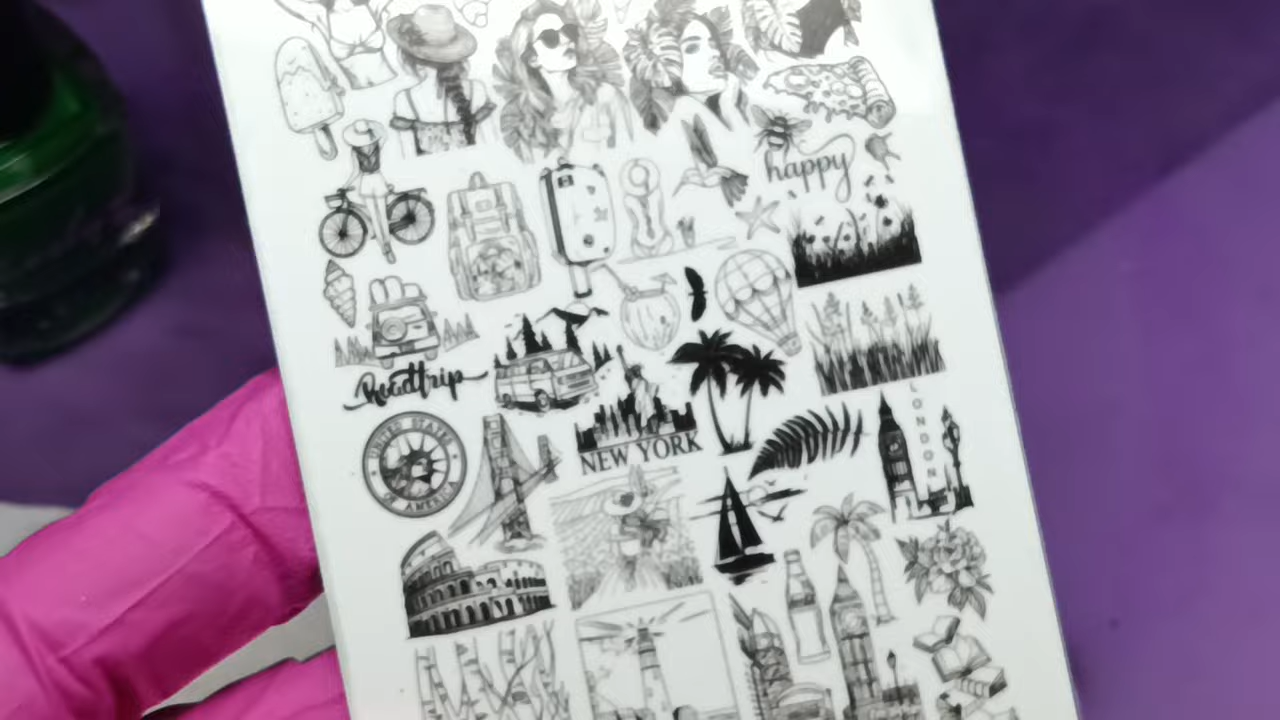 happy
Roadtrip
UNITED STATES
OF AMERICA
NEW YORK
LONDON